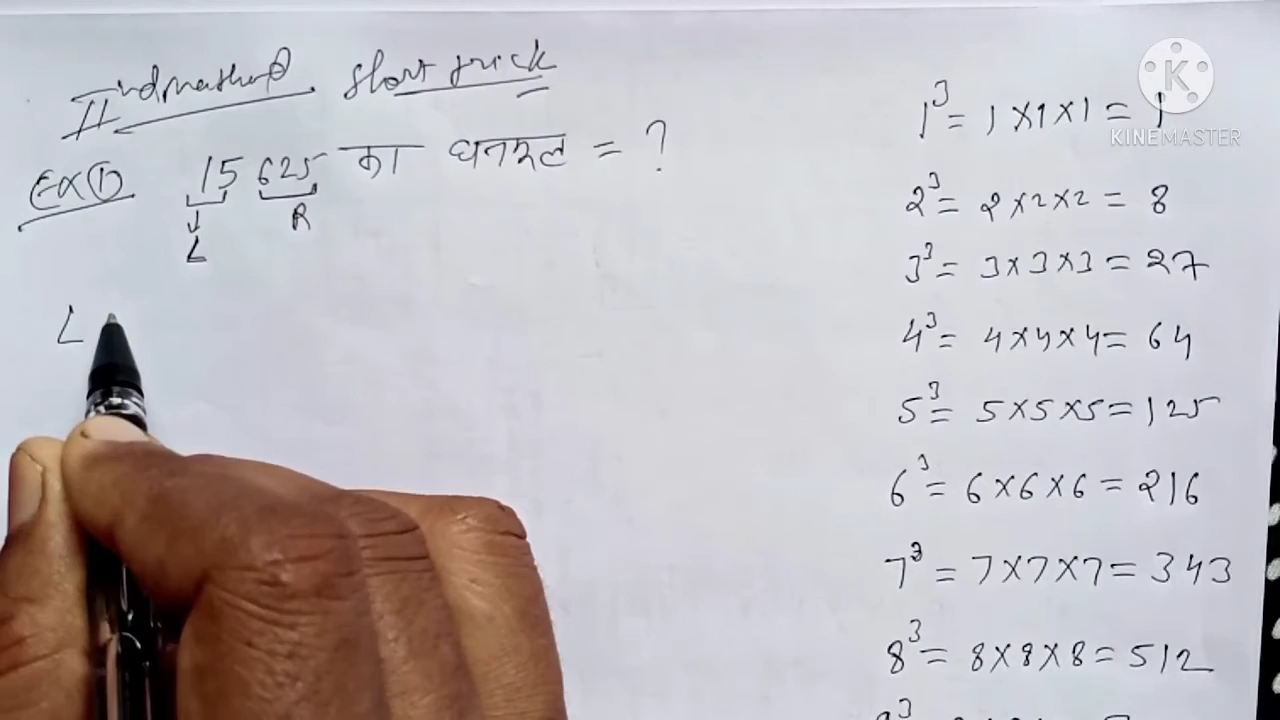 II nd method short trick
Ex ① 15 625 का घनमूल = ?
L R
L
1³ = 1×1×1 = 1
2³ = 2×2×2 = 8
3³ = 3×3×3 = 27
4³ = 4×4×4 = 64
5³ = 5×5×5 = 125
6³ = 6×6×6 = 216
7³ = 7×7×7 = 343
8³ = 8×8×8 = 512
K
KINEMASTER